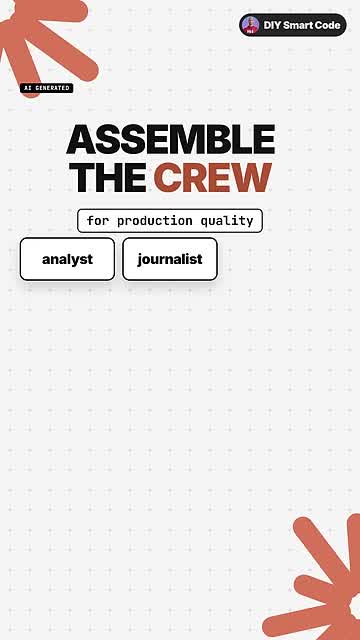 DIY Smart Code
AI GENERATED
ASSEMBLE
THE CREW
for production quality
analyst
journalist